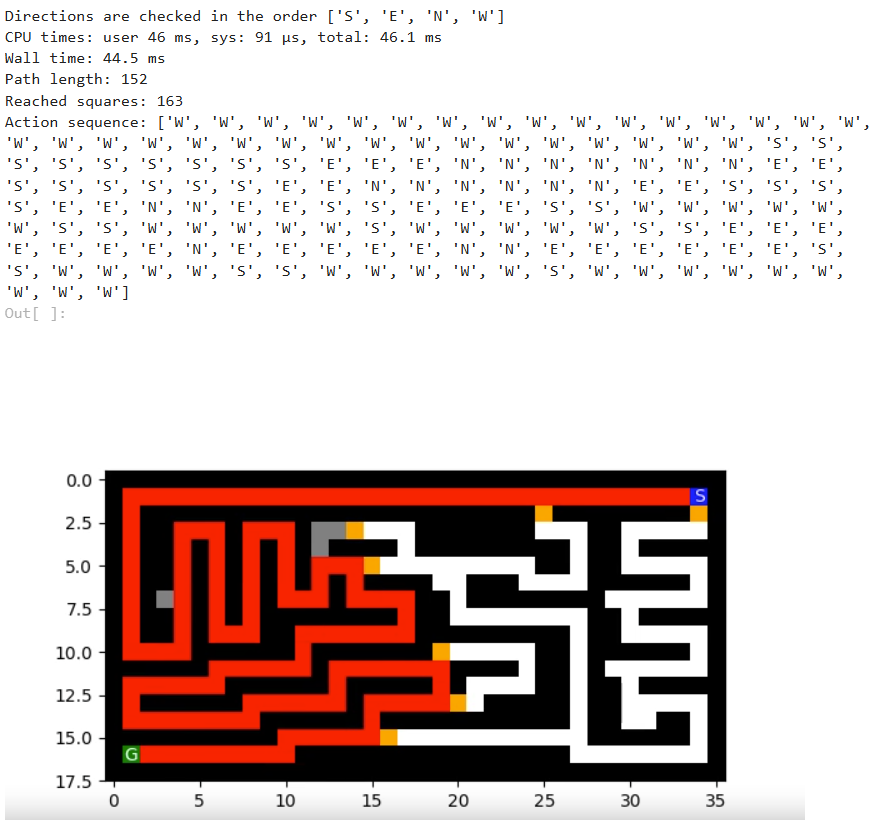 Directions are checked in the order ['S', 'E', 'N', 'W']
CPU times: user 46 ms, sys: 91 µs, total: 46.1 ms
Wall time: 44.5 ms
Path length: 152
Reached squares: 163
Action sequence: ['W', 'W', 'W', 'W', 'W', 'W', 'W', 'W', 'W', 'W', 'W', 'W', 'W', 'W', 'W', 'W',
'W', 'W', 'W', 'W', 'W', 'W', 'W', 'W', 'W', 'W', 'W', 'W', 'W', 'W', 'W', 'W', 'W', 'S', 'S',
'S', 'S', 'S', 'S', 'S', 'S', 'S', 'E', 'E', 'E', 'N', 'N', 'N', 'N', 'N', 'N', 'N', 'E', 'E',
'S', 'S', 'S', 'S', 'S', 'S', 'E', 'E', 'N', 'N', 'N', 'N', 'N', 'N', 'E', 'E', 'S', 'S', 'S',
'S', 'E', 'E', 'N', 'N', 'E', 'E', 'S', 'S', 'E', 'E', 'E', 'S', 'S', 'W', 'W', 'W', 'W', 'W',
'W', 'S', 'S', 'W', 'W', 'W', 'W', 'W', 'S', 'W', 'W', 'W', 'W', 'W', 'S', 'S', 'E', 'E', 'E',
'E', 'E', 'E', 'E', 'N', 'E', 'E', 'E', 'E', 'N', 'N', 'E', 'E', 'E', 'E', 'E', 'E', 'S',
'S', 'W', 'W', 'W', 'W', 'S', 'S', 'W', 'W', 'W', 'W', 'W', 'S', 'W', 'W', 'W', 'W', 'W', 'W',
'W', 'W', 'W']
Out[ ]:
0.0
S
2.5
5.0
7.5
10.0
12.5
15.0
G
17.5
0 5 10 15 20 25 30 35